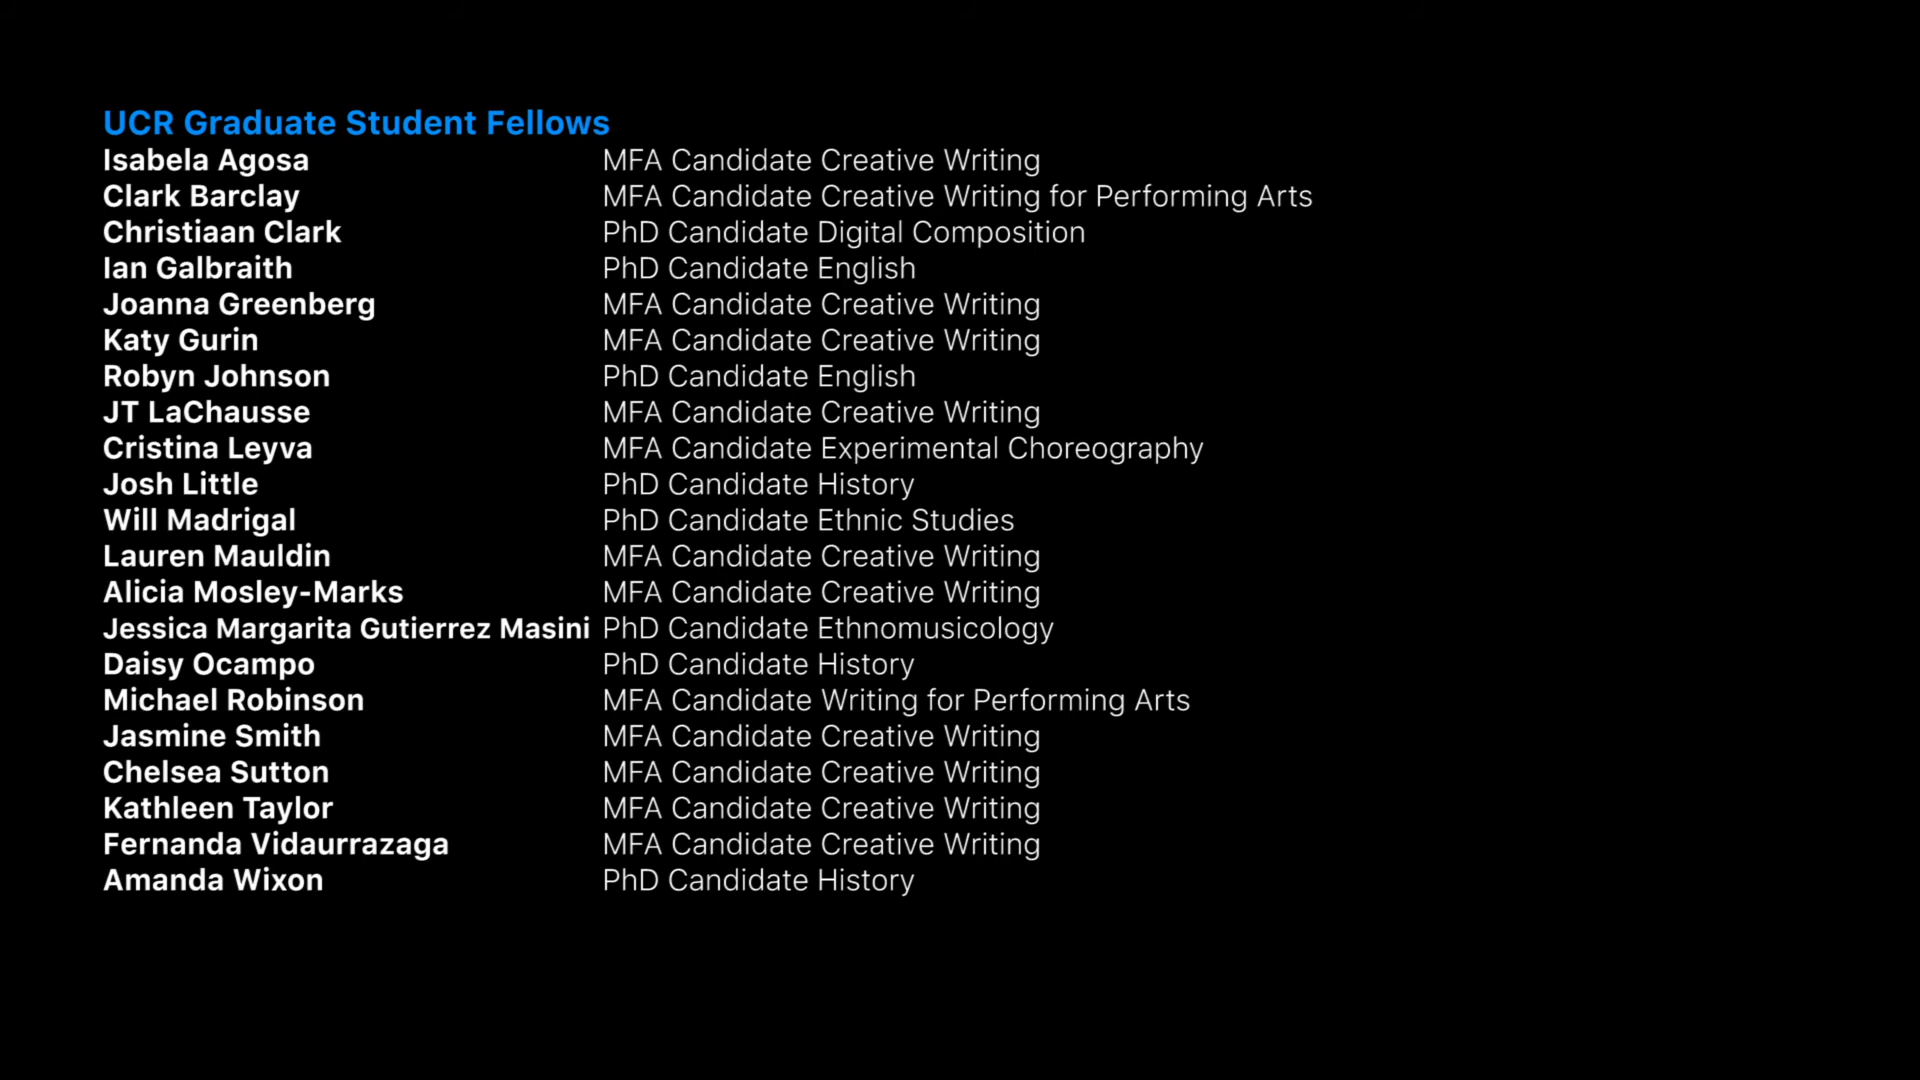 UCR Graduate Student Fellows
Isabela Agosa MFA Candidate Creative Writing
Clark Barclay MFA Candidate Creative Writing for Performing Arts
Christiaan Clark PhD Candidate Digital Composition
Ian Galbraith PhD Candidate English
Joanna Greenberg MFA Candidate Creative Writing
Katy Gurin MFA Candidate Creative Writing
Robyn Johnson PhD Candidate English
JT LaChausse MFA Candidate Creative Writing
Cristina Leyva MFA Candidate Experimental Choreography
Josh Little PhD Candidate History
Will Madrigal PhD Candidate Ethnic Studies
Lauren Mauldin MFA Candidate Creative Writing
Alicia Mosley-Marks MFA Candidate Creative Writing
Jessica Margarita Gutierrez Masini PhD Candidate Ethnomusicology
Daisy Ocampo PhD Candidate History
Michael Robinson MFA Candidate Writing for Performing Arts
Jasmine Smith MFA Candidate Creative Writing
Chelsea Sutton MFA Candidate Creative Writing
Kathleen Taylor MFA Candidate Creative Writing
Fernanda Vidaurrazaga MFA Candidate Creative Writing
Amanda Wixon PhD Candidate History